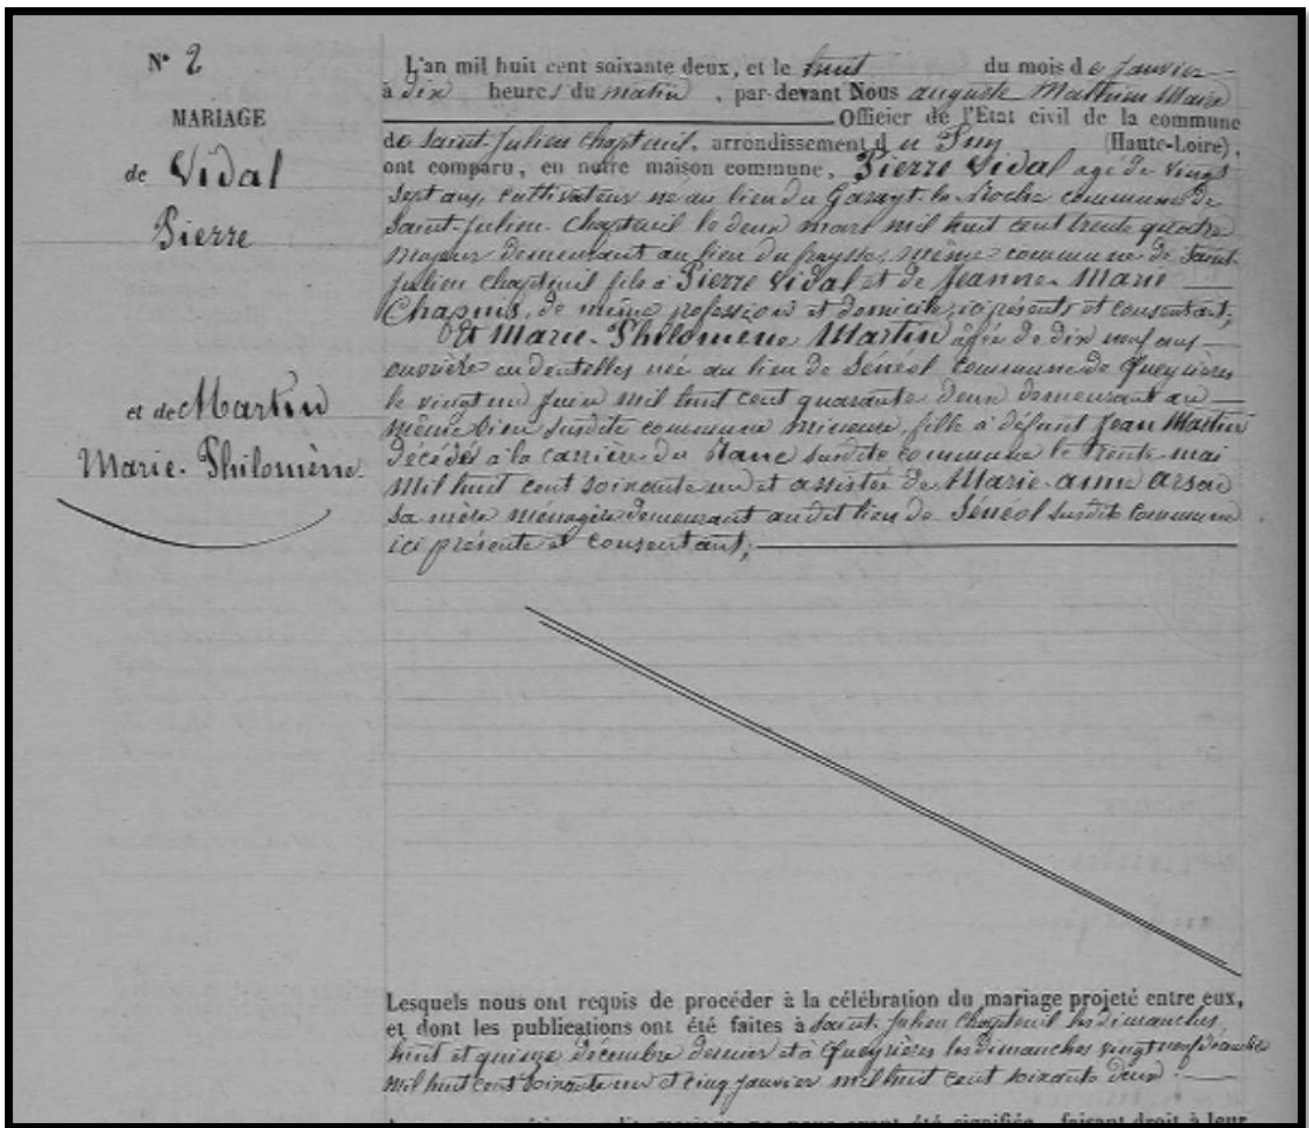 N° 2
MARIAGE
de Vidal
Pierre
et de Martin
Marie-Philomène.
L'an mil huit cent soixante deux, et le huit du mois de janvier
à dix heures du matin, par-devant Nous auguste Mathieu Maire
Officier de l'Etat civil de la commune
de Saint-Julien Chapteuil, arrondissement du Puy (Haute-Loire),
ont comparu, en notre maison commune, Pierre Vidal agé de vingt
sept ans, cultivateur né au lieu du la Roche commune de
Saint-Julien-Chapteuil le deux mars mil huit cent trente quatre
majeur demeurant au lieu du même commune de Saint-
Julien Chapteuil fils à Pierre Vidal et de Jeanne-Marie
Chapuis, de même profession et domicile, ici présents et consentant;
Et Marie-Philomène Martin âgée de dix neuf ans
ouvrière en dentelles née au lieu de Sénéol commune de Queyrières
le vingt un juin mil huit cent quarante deux demeurant au
même lieu susdite commune mineure, fille à défunt Jean Martin
décédé à la carrière du susdite commune le trente mai
mil huit cent soixante un et assistée de Marie-anne arsac
sa mère ménagère demeurant audit lieu de Sénéol susdite commune
ici présente et consentant;
Lesquels nous ont requis de procéder à la célébration du mariage projeté entre eux,
et dont les publications ont été faites à Saint-Julien Chapteuil les dimanches,
huit et quinze décembre dernier et à Queyrières les dimanches vingt neuf décembre
mil huit cent soixante un et cinq janvier mil huit cent soixante deux.
faisant droit à leur